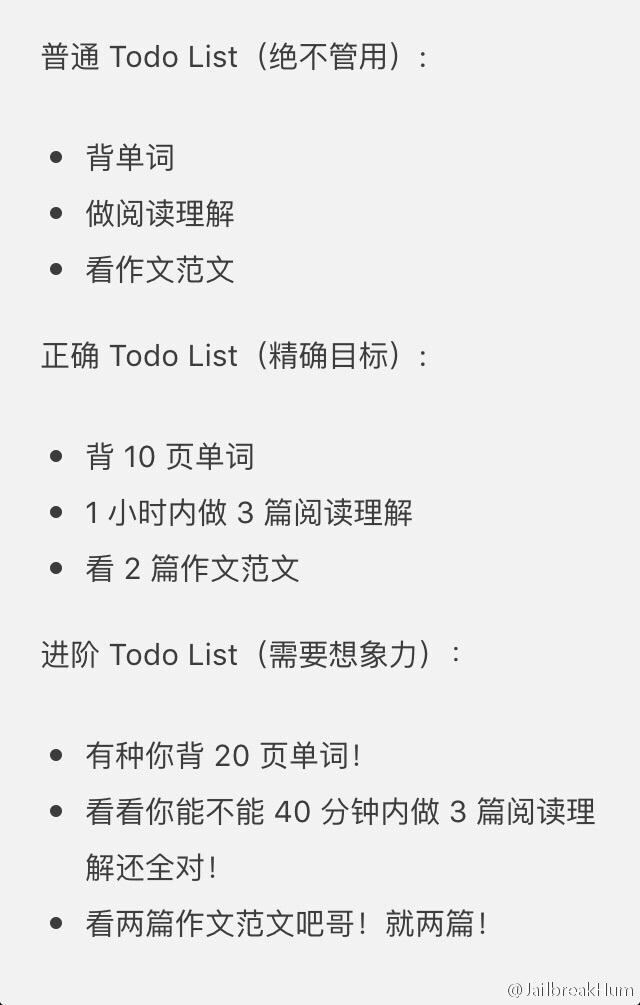 普通 Todo List（绝不管用）:
背单词
做阅读理解
看作文范文
正确 Todo List（精确目标）:
背 10 页单词
1 小时内做 3 篇阅读理解
看 2 篇作文范文
进阶 Todo List（需要想象力）:
有种你背 20 页单词！
看看你能不能 40 分钟内做 3 篇阅读理
解还全对！
看两篇作文范文吧哥！就两篇！
@JailbreakHum